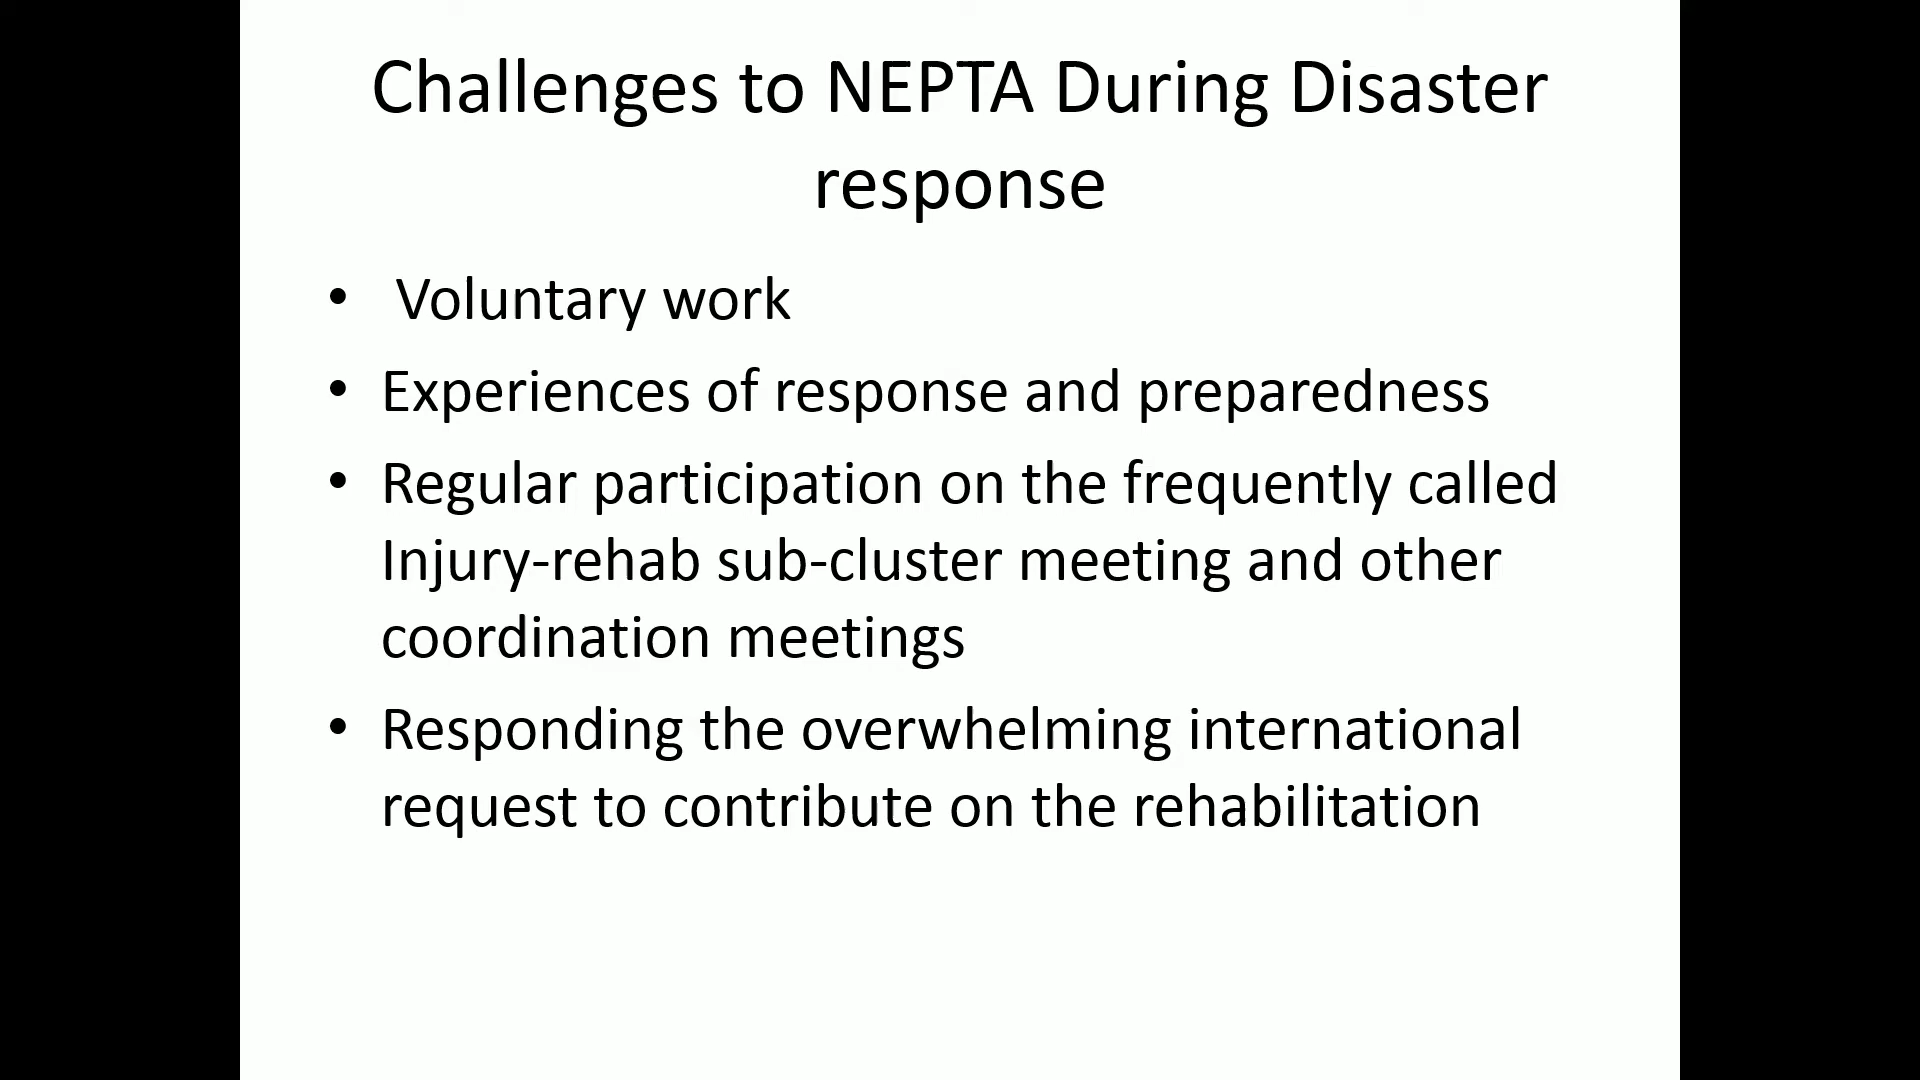 Challenges to NEPTA During Disaster
response
• Voluntary work
• Experiences of response and preparedness
• Regular participation on the frequently called
Injury-rehab sub-cluster meeting and other
coordination meetings
• Responding the overwhelming international
request to contribute on the rehabilitation